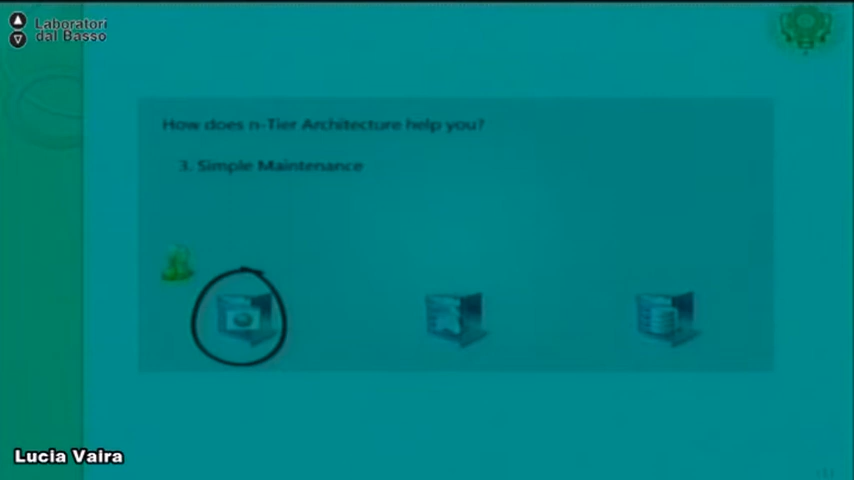 Laboratori
dal Basso
How does n-Tier Architecture help you?
3. Simple Maintenance
Lucia Vaira